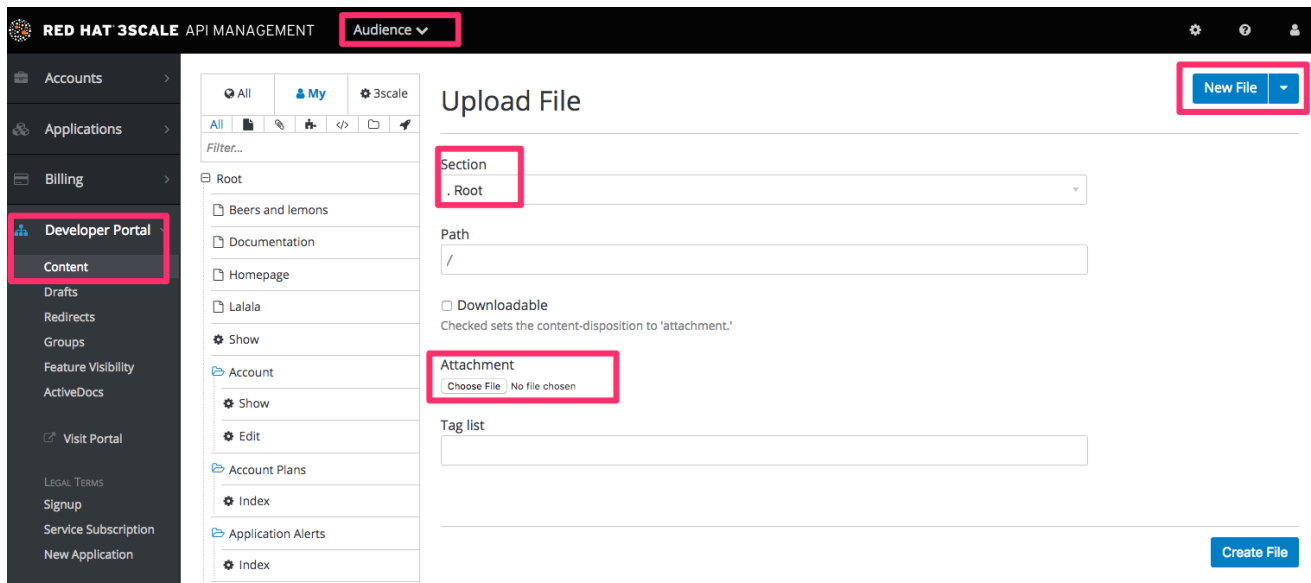 RED HAT 3SCALE API MANAGEMENT
Audience
Accounts
Applications
Billing
Developer Portal
Content
Drafts
Redirects
Groups
Feature Visibility
ActiveDocs
Visit Portal
LEGAL TERMS
Signup
Service Subscription
New Application
All My 3scale
All
Filter...
Root
Beers and lemons
Documentation
Homepage
Lalala
Show
Account
Show
Edit
Account Plans
Index
Application Alerts
Index
Upload File
New File
Section
. Root
Path
/
Downloadable
Checked sets the content-disposition to 'attachment.'
Attachment
Choose File No file chosen
Tag list
Create File